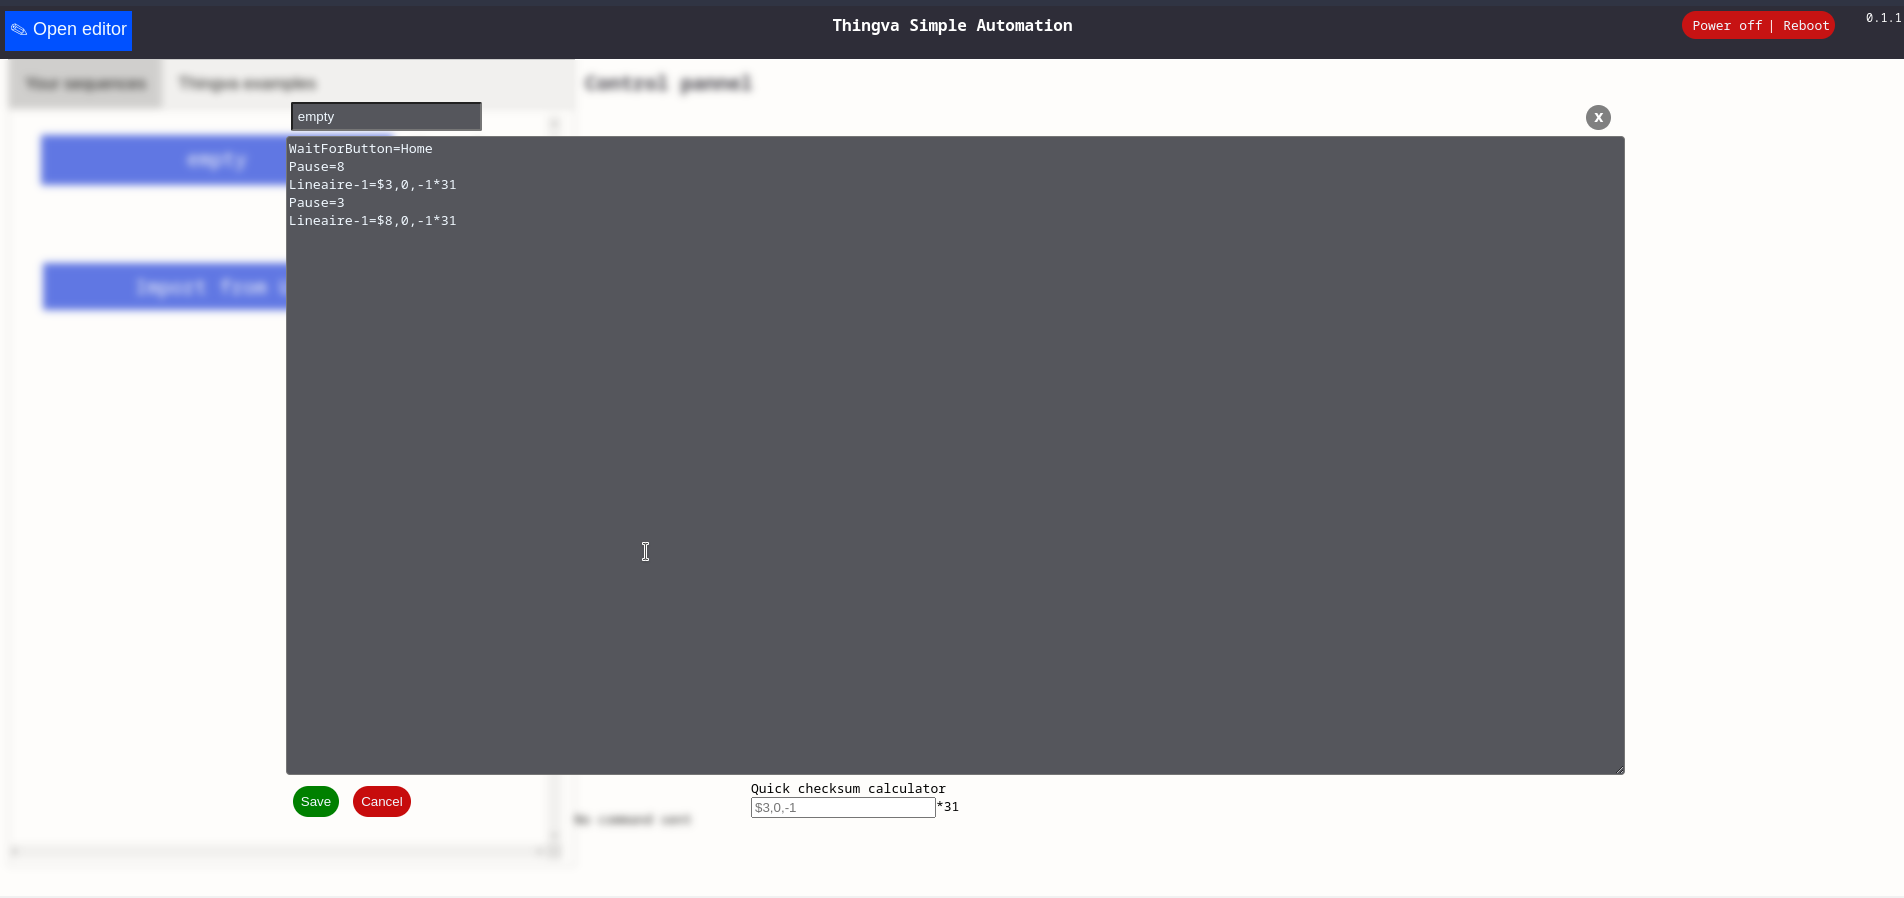 ✎ Open editor
Thingva Simple Automation
Power off | Reboot
0.1.1
Your sequences
Thingva examples
Control pannel
empty
X
empty
WaitForButton=Home
Pause=8
Lineaire-1=$3,0,-1*31
Pause=3
Lineaire-1=$8,0,-1*31
Import from
Save
Cancel
Quick checksum calculator
$3,0,-1
*31
No command sent